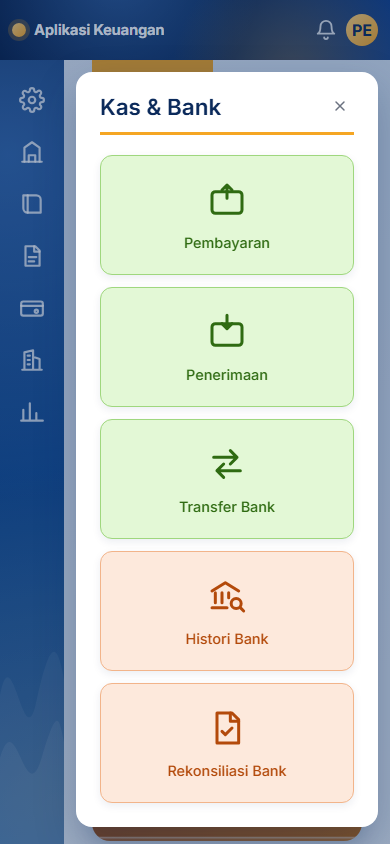 Aplikasi Keuangan
PE
Kas & Bank
Pembayaran
Penerimaan
Transfer Bank
Histori Bank
Rekonsiliasi Bank